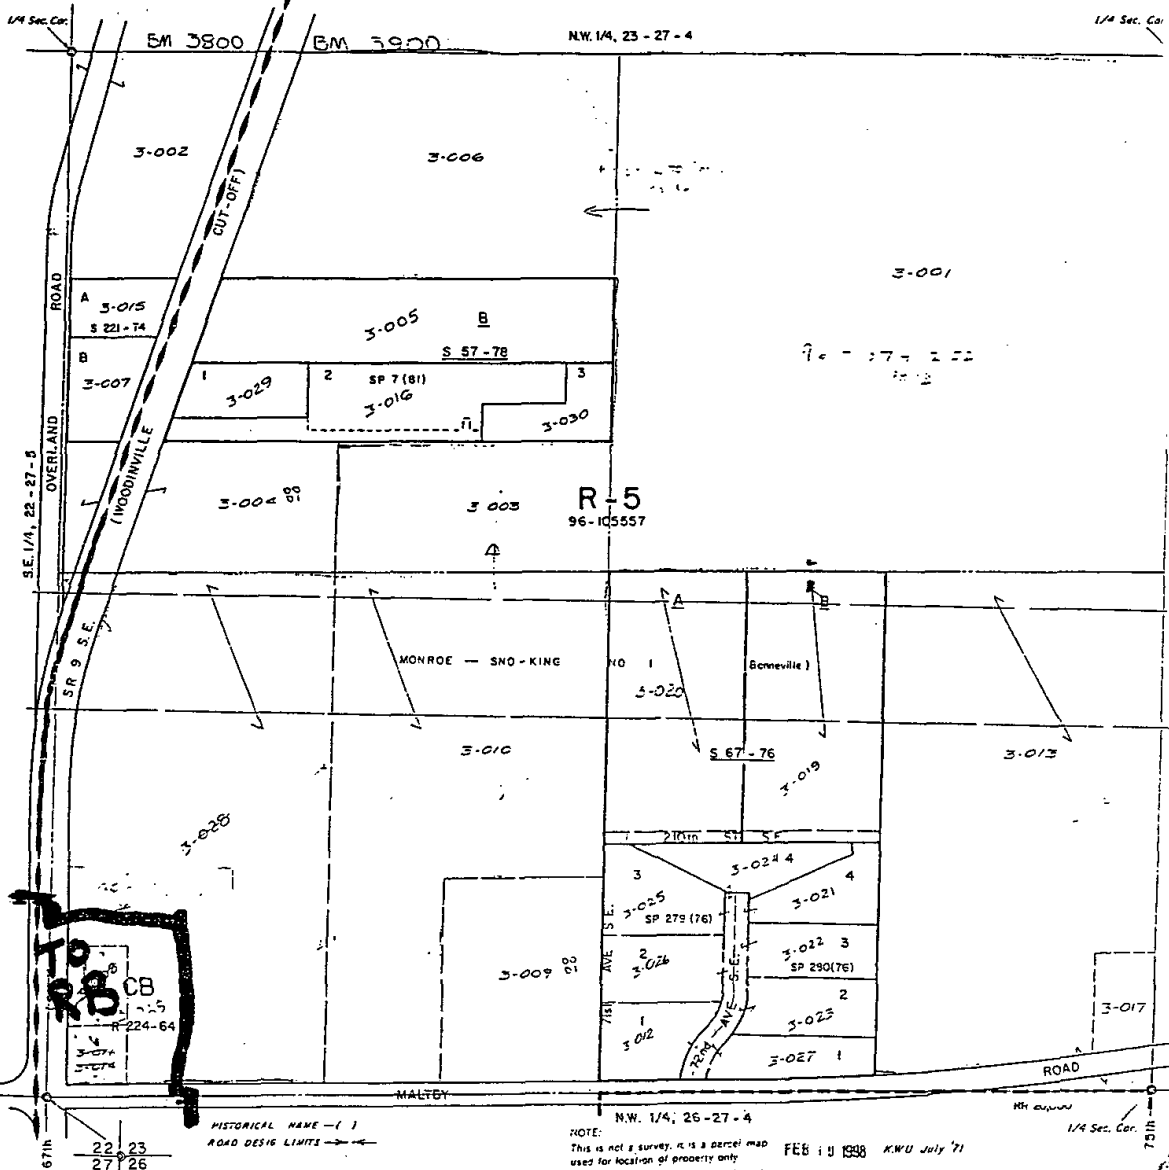 1/4 Sec. Cor.
BM 3800
BM 3900
N.W. 1/4, 23 - 27 - 4
1/4 Sec. Cor
3-002
3-006
CUT-OFF)
3-001
ROAD
A
3-015
S 221-74
3-005
B
S 57-78
B
3-007
1
3-029
2
SP 7 (81)
3-016
3
3-030
OVERLAND
S.E. 1/4, 22-27-5
(WOODINVILLE
3-004 00
01
3 003
R-5
96-105557
A
B
SR 9 S.E.
MONROE — SNO-KING
NO 1
Bonneville )
3-020
3-010
S 67-76
3-019
3-013
3-028
210th St S.E.
3-024 4
3
3-025
SP 279 (76)
4
3-021
AVE S.E.
2
3-026
3-022 3
SP 290(76)
3-009 00
01
71st
1
3 012
72nd AVE S.E.
2
3-023
3-027 1
3-017
CB
R-224-64
MALTBY
ROAD
N.W. 1/4, 26-27-4
1/4 Sec. Cor.
75th
67th
22 23
27 26
HISTORICAL NAME — ( )
ROAD DESIG LIMITS
NOTE:
This is not a survey, it is a parcel map
used for location of property only
FEB 10 1998
KWU July '71